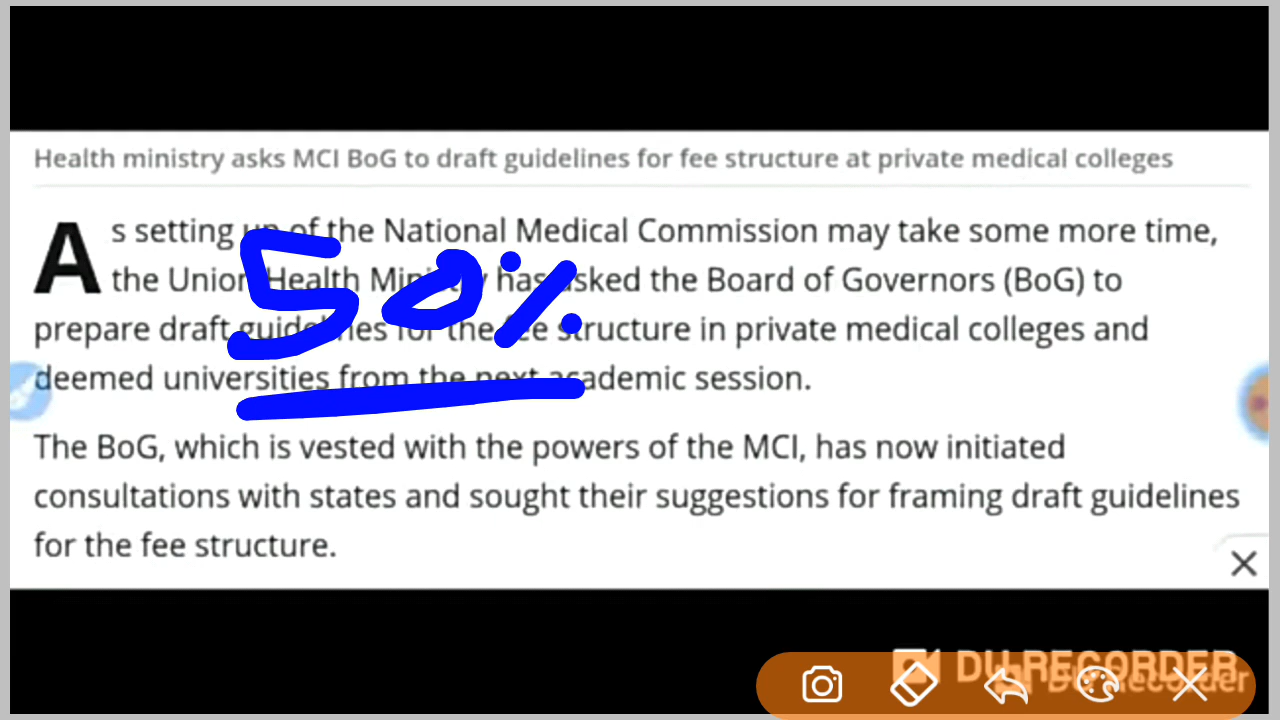 Health ministry asks MCI BoG to draft guidelines for fee structure at private medical colleges
As setting up of the National Medical Commission may take some more time,
the Union Health Ministry has asked the Board of Governors (BoG) to
prepare draft guidelines for the fee structure in private medical colleges and
deemed universities from the next academic session.
50%
The BoG, which is vested with the powers of the MCI, has now initiated
consultations with states and sought their suggestions for framing draft guidelines
for the fee structure.
DU RECORDER
Du Recorder